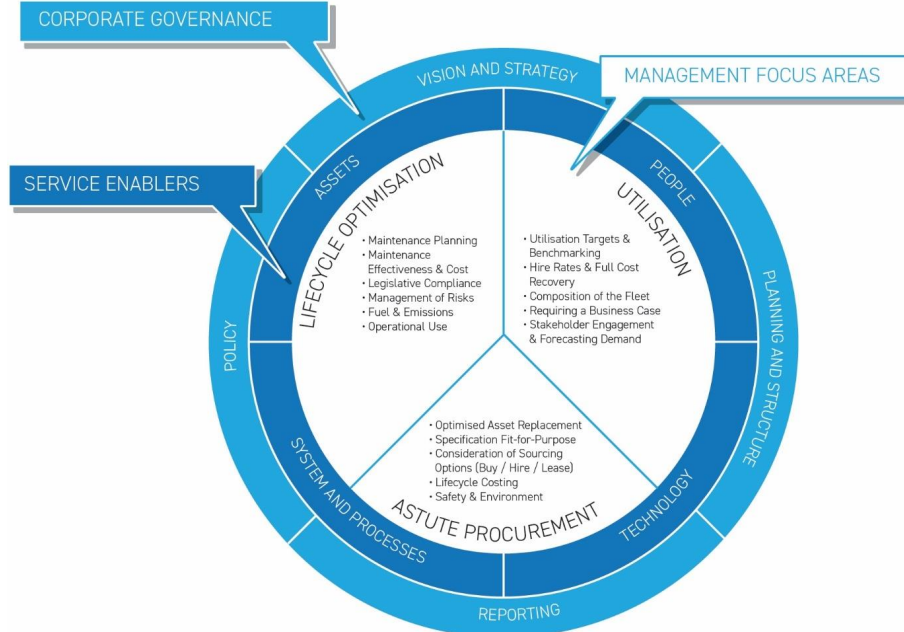 CORPORATE GOVERNANCE
VISION AND STRATEGY
MANAGEMENT FOCUS AREAS
SERVICE ENABLERS
ASSETS
PEOPLE
LIFECYCLE OPTIMISATION
• Maintenance Planning
• Maintenance
Effectiveness & Cost
• Legislative Compliance
• Management of Risks
• Fuel & Emissions
• Operational Use
UTILISATION
• Utilisation Targets &
Benchmarking
• Hire Rates & Full Cost
Recovery
• Composition of the Fleet
• Requiring a Business Case
• Stakeholder Engagement
& Forecasting Demand
POLICY
PLANNING AND STRUCTURE
• Optimised Asset Replacement
• Specification Fit-for-Purpose
• Consideration of Sourcing
Options (Buy / Hire / Lease)
• Lifecycle Costing
• Safety & Environment
ASTUTE PROCUREMENT
SYSTEM AND PROCESSES
TECHNOLOGY
REPORTING